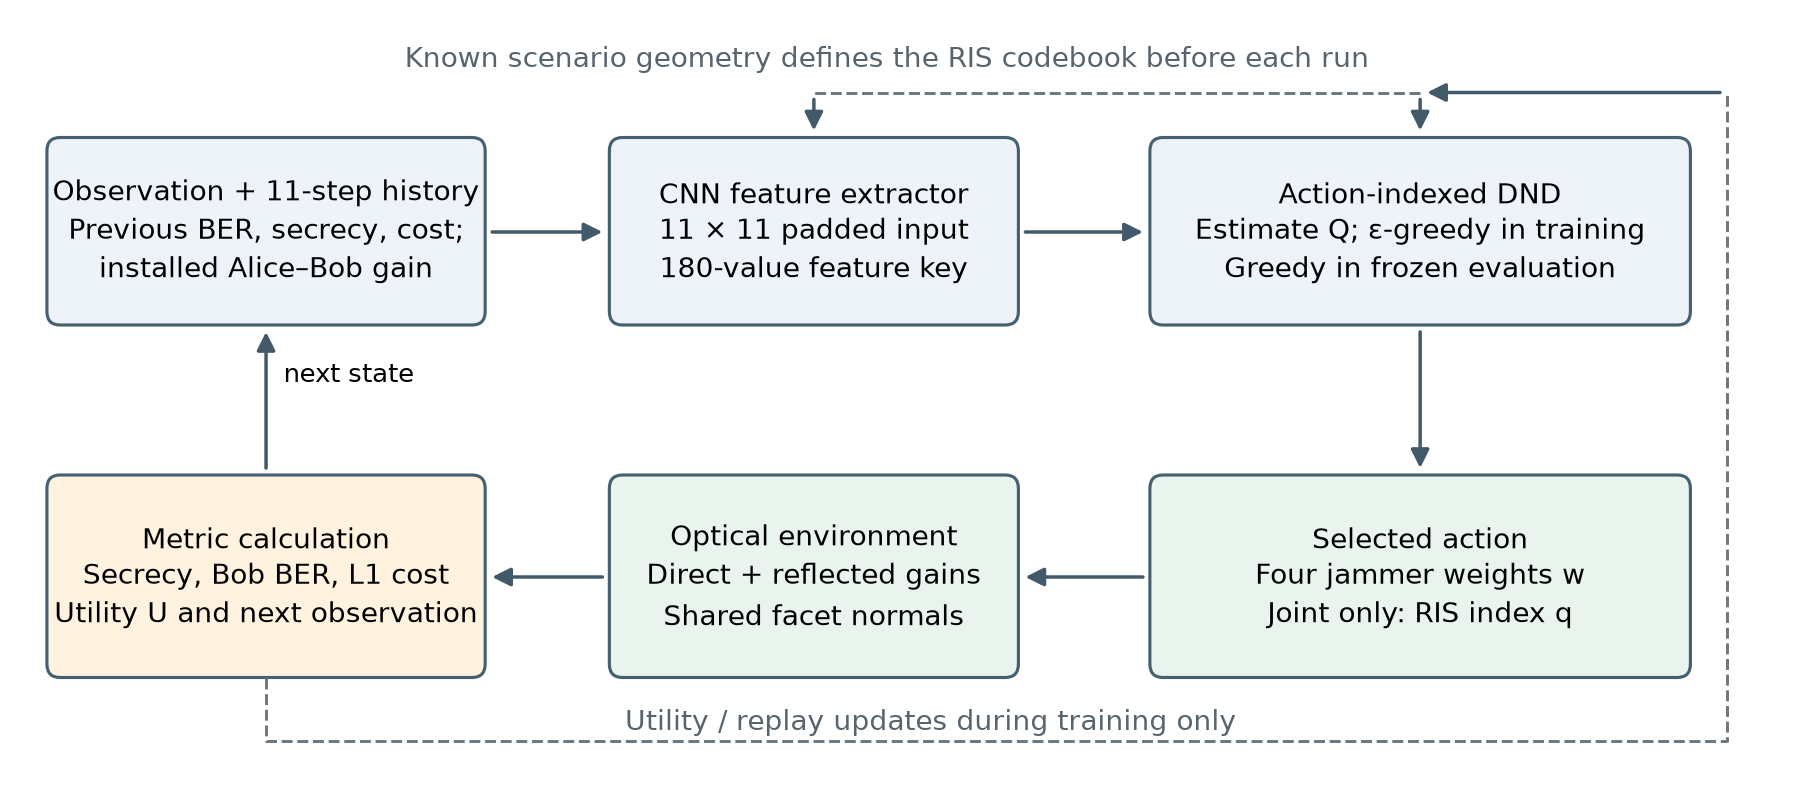 Known scenario geometry defines the RIS codebook before each run
Observation + 11-step history
Previous BER, secrecy, cost;
installed Alice–Bob gain
CNN feature extractor
11 × 11 padded input
180-value feature key
Action-indexed DND
Estimate Q; ε-greedy in training
Greedy in frozen evaluation
next state
Metric calculation
Secrecy, Bob BER, L1 cost
Utility U and next observation
Optical environment
Direct + reflected gains
Shared facet normals
Selected action
Four jammer weights w
Joint only: RIS index q
Utility / replay updates during training only